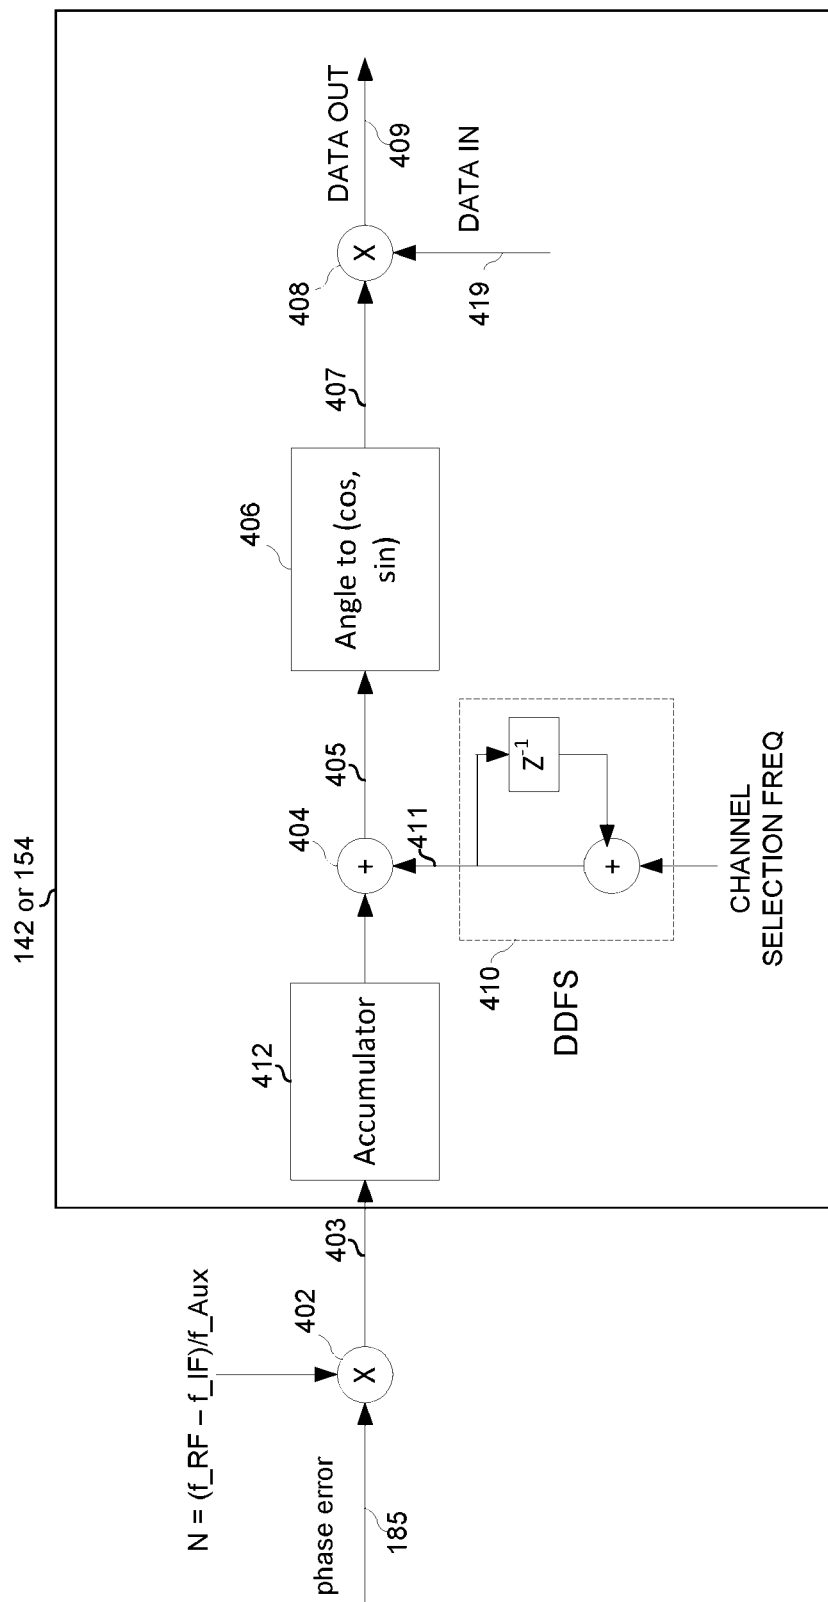 142 or 154
N = (f_RF – f_IF)/f_Aux
phase error
185
X
402
403
412
Accumulator
+
404
405
411
410
DDFS
+
Z-1
CHANNEL
SELECTION FREQ
406
Angle to (cos,
sin)
407
X
408
DATA OUT
409
DATA IN
419